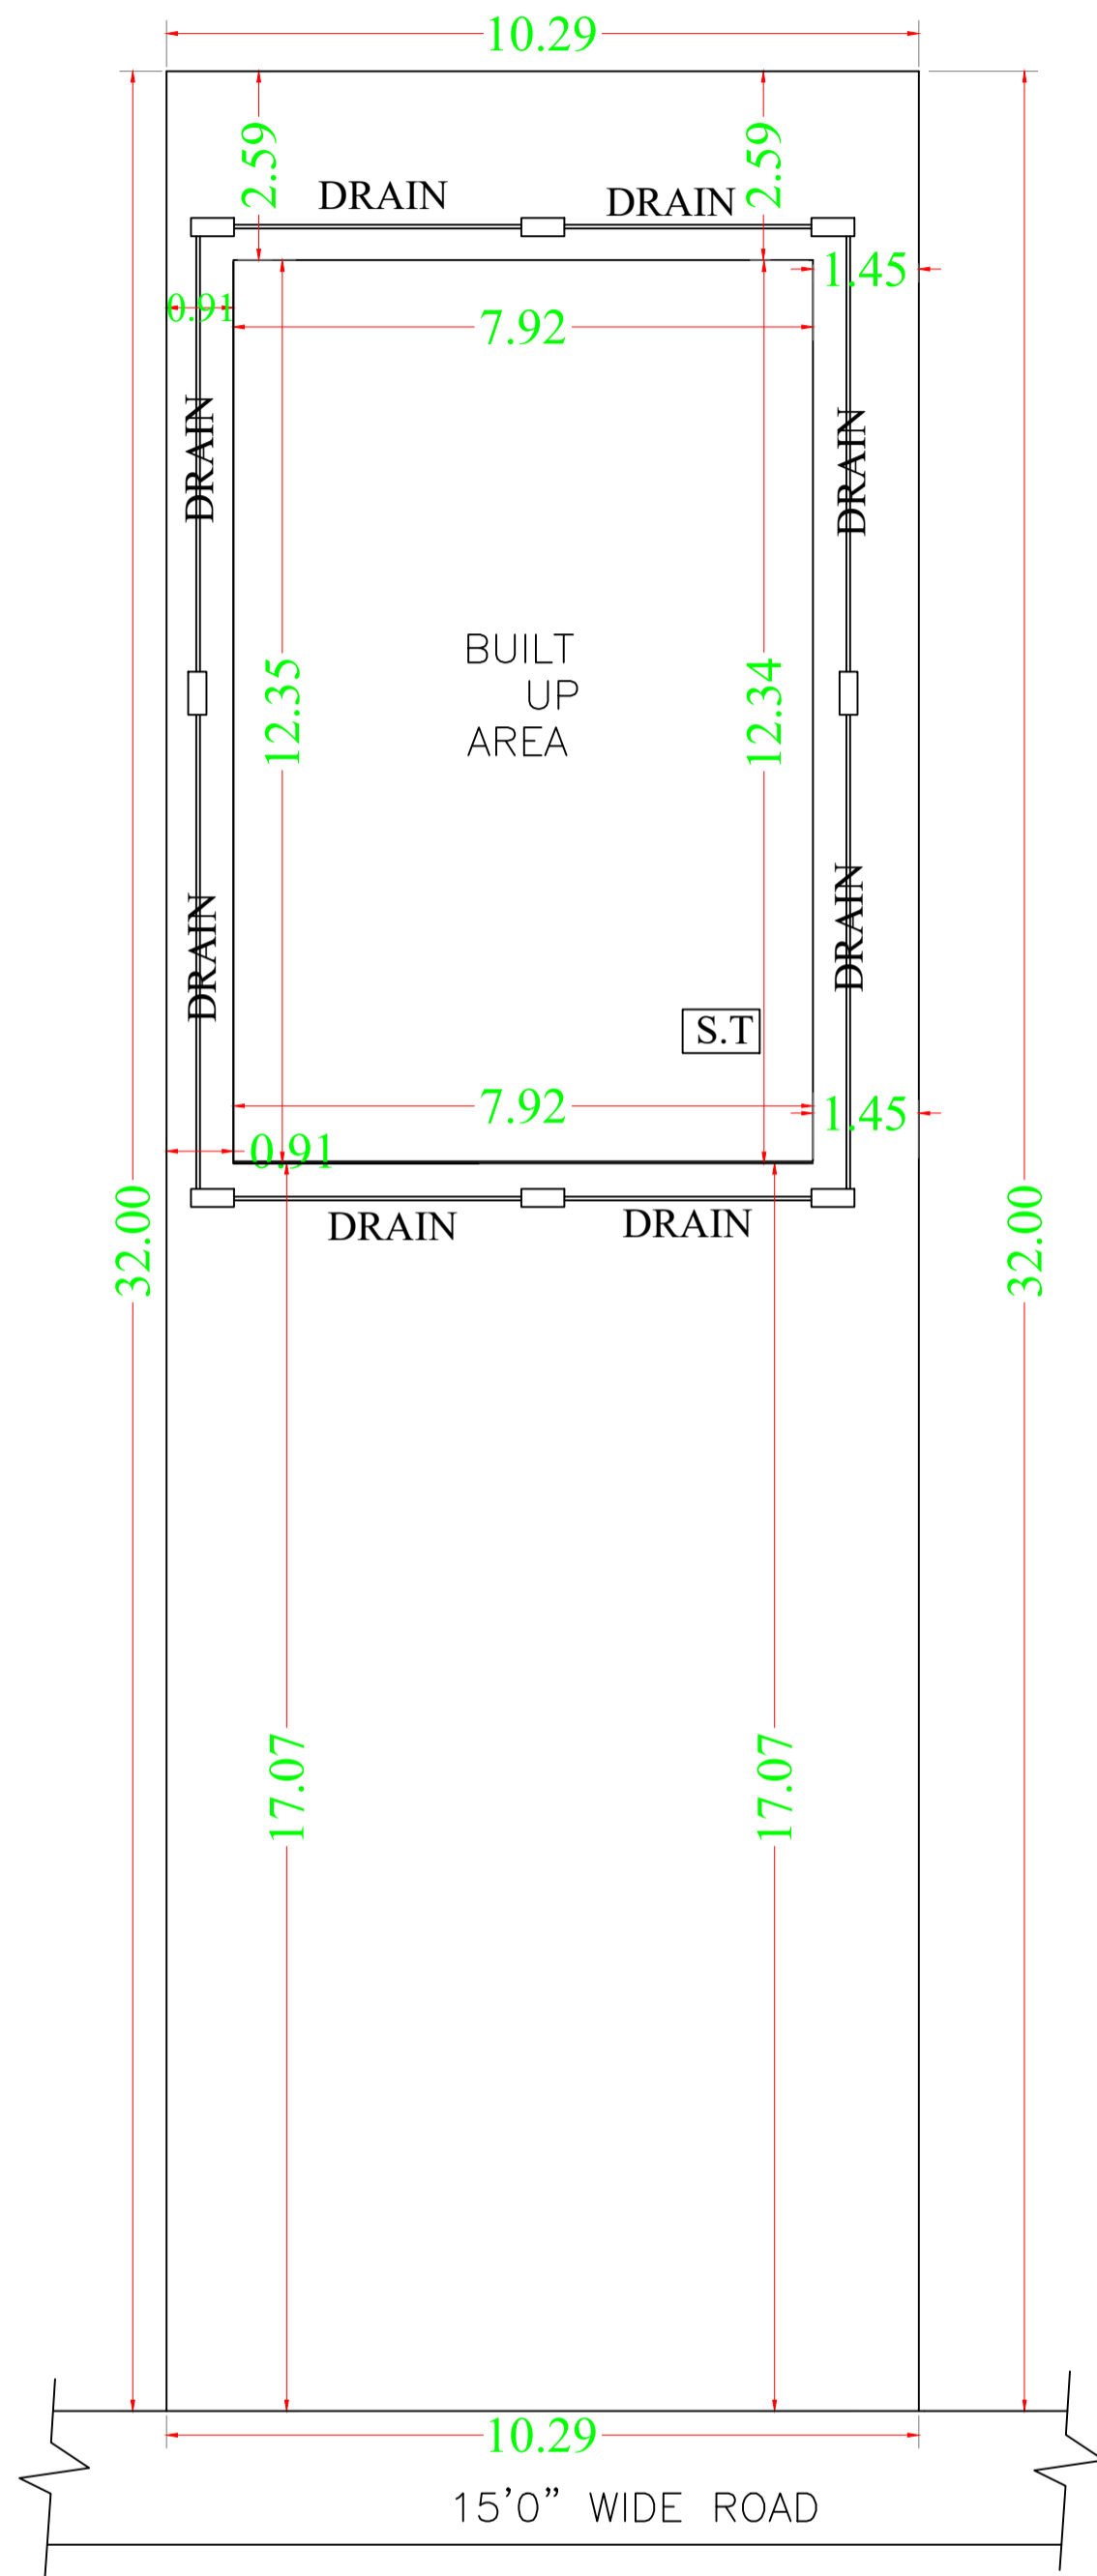 10.29
2.59
2.59
DRAIN
DRAIN
1.45
0.91
7.92
DRAIN
DRAIN
BUILT
UP
AREA
12.35
12.34
DRAIN
DRAIN
S.T
7.92
1.45
0.91
32.00
32.00
DRAIN
DRAIN
17.07
17.07
10.29
15’0” WIDE ROAD